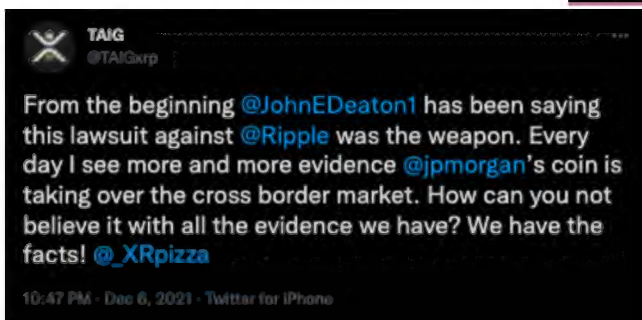 TAIG
@TAIGxrp
From the beginning @JohnEDeaton1 has been saying
this lawsuit against @Ripple was the weapon. Every
day I see more and more evidence @jpmorgan's coin is
taking over the cross border market. How can you not
believe it with all the evidence we have? We have the
facts! @_XRpizza
10:47 PM · Dec 6, 2021 · Twitter for iPhone